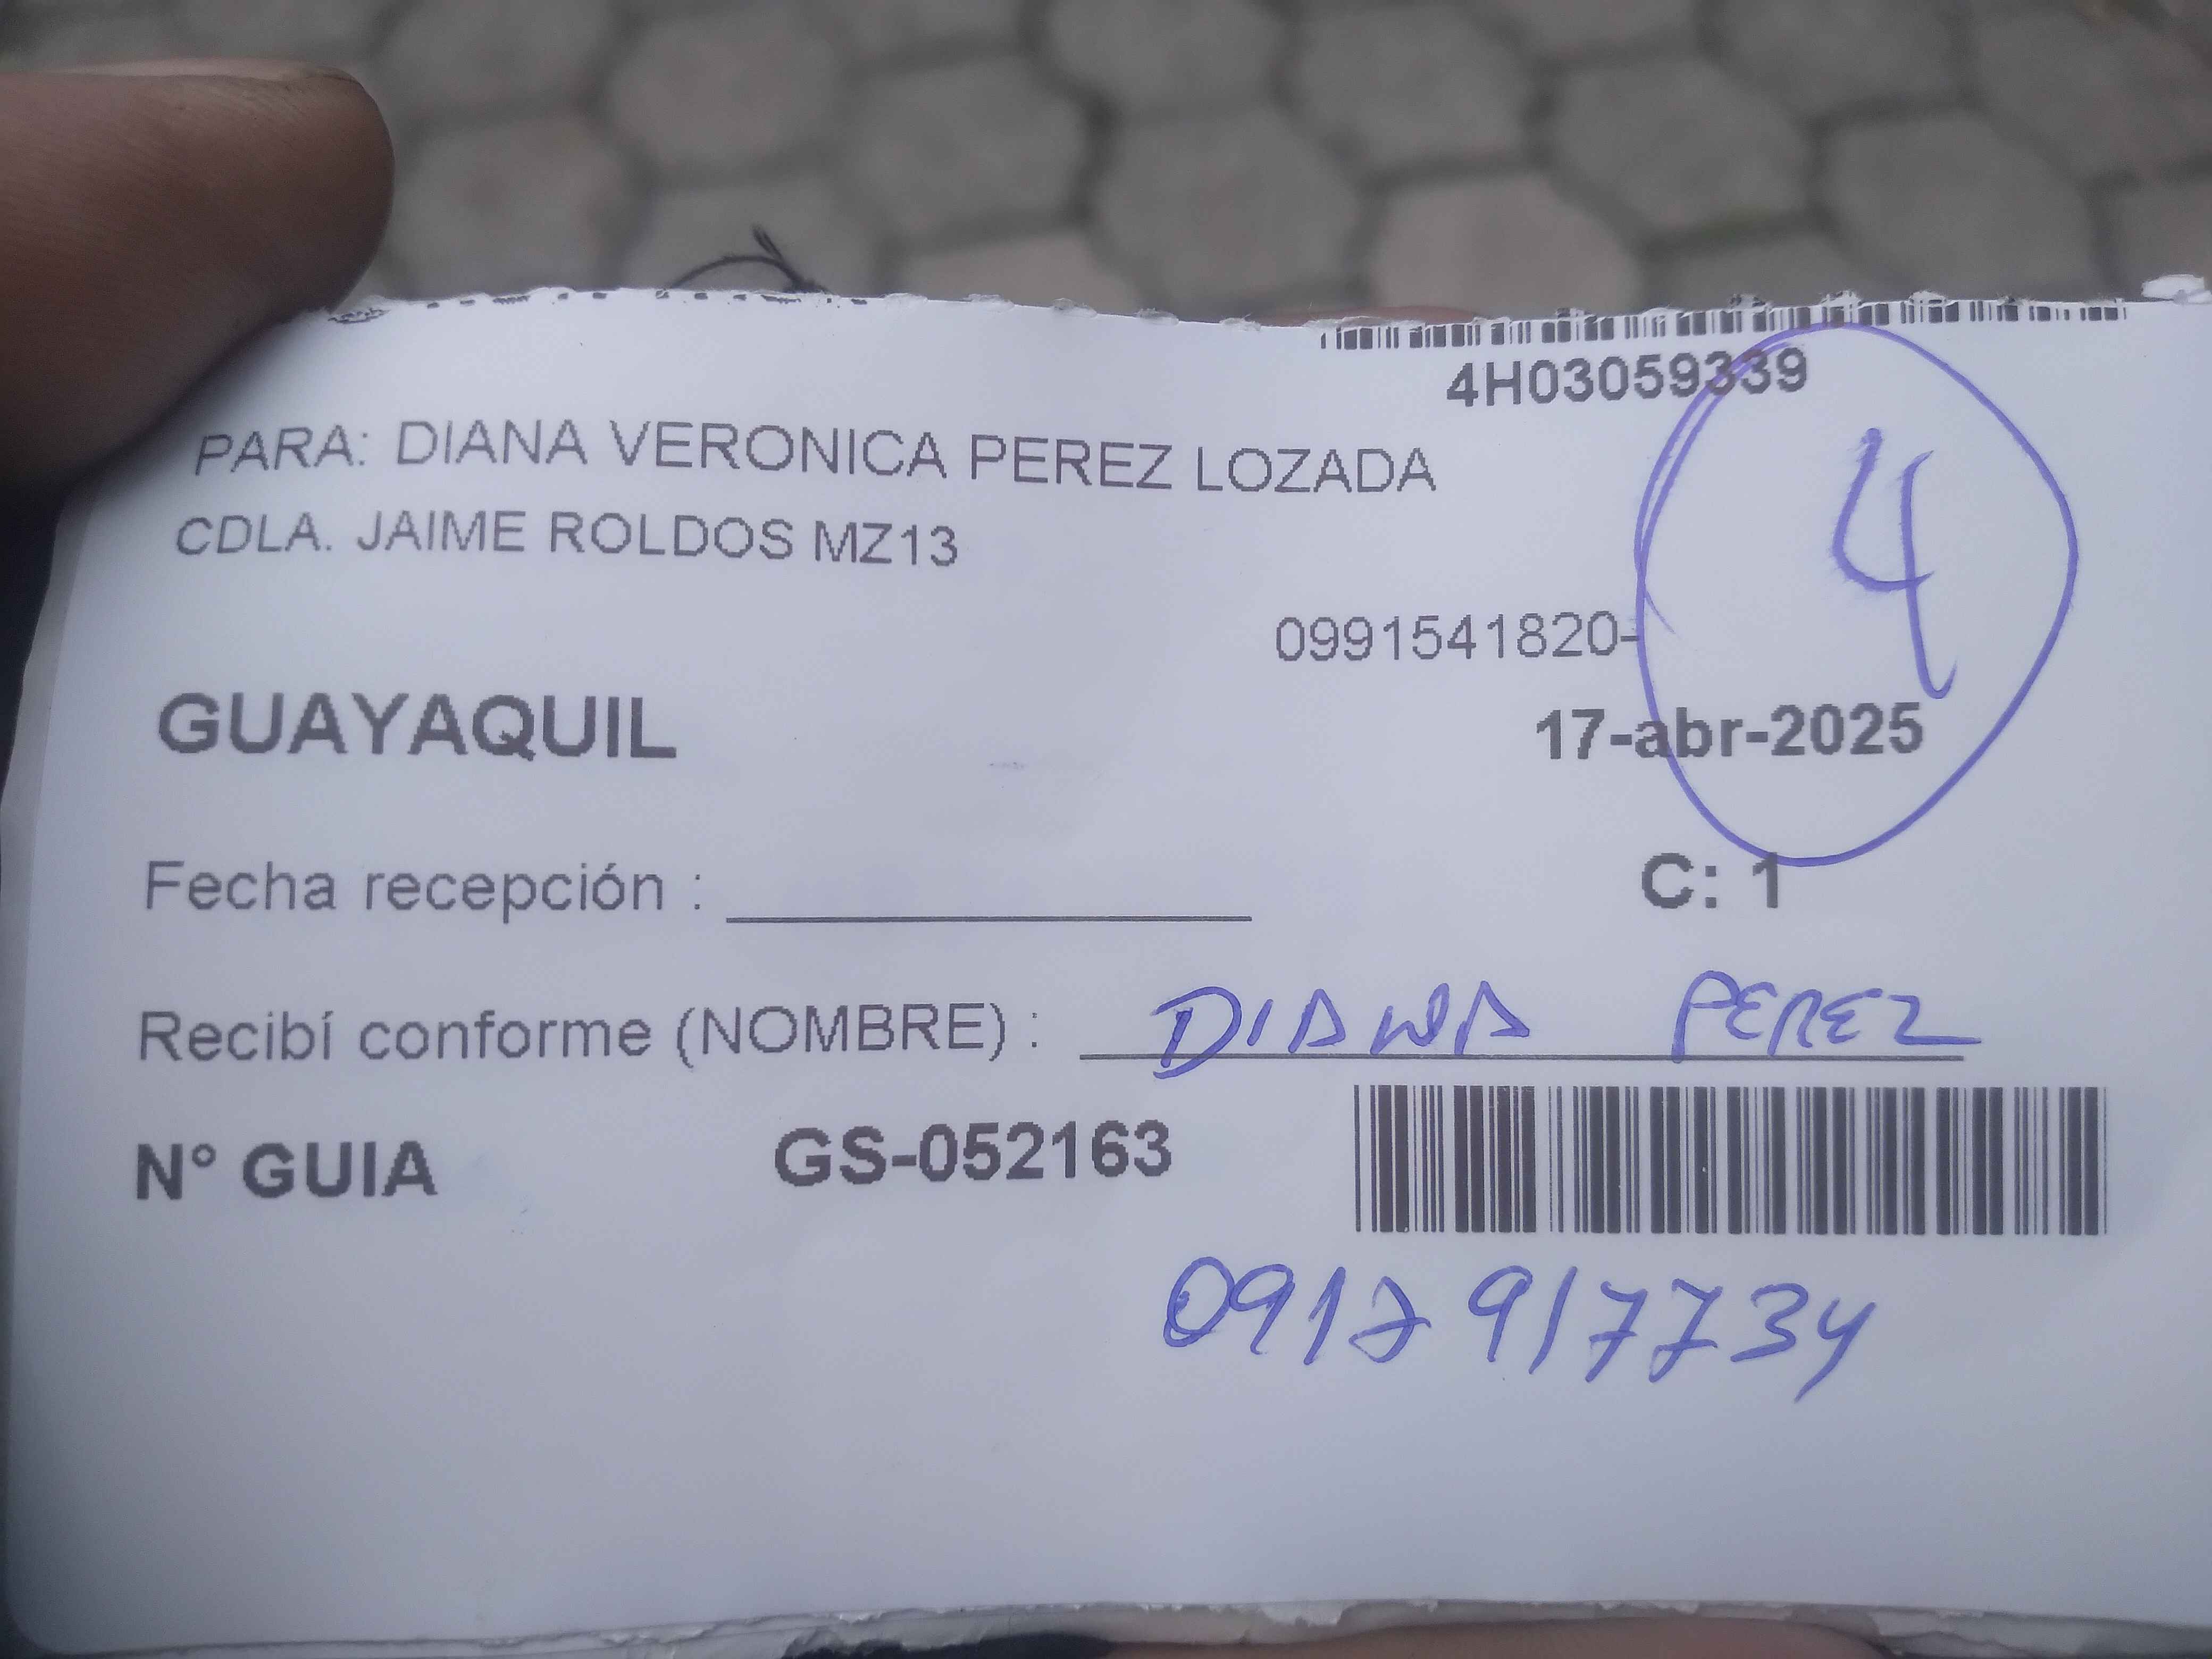 4H03059339
PARA: DIANA VERONICA PEREZ LOZADA
CDLA. JAIME ROLDOS MZ13
4
0991541820-
GUAYAQUIL
17-abr-2025
Fecha recepción :
C: 1
Recibí conforme (NOMBRE) : DIANA PEREZ
N° GUIA GS-052163
0912917734